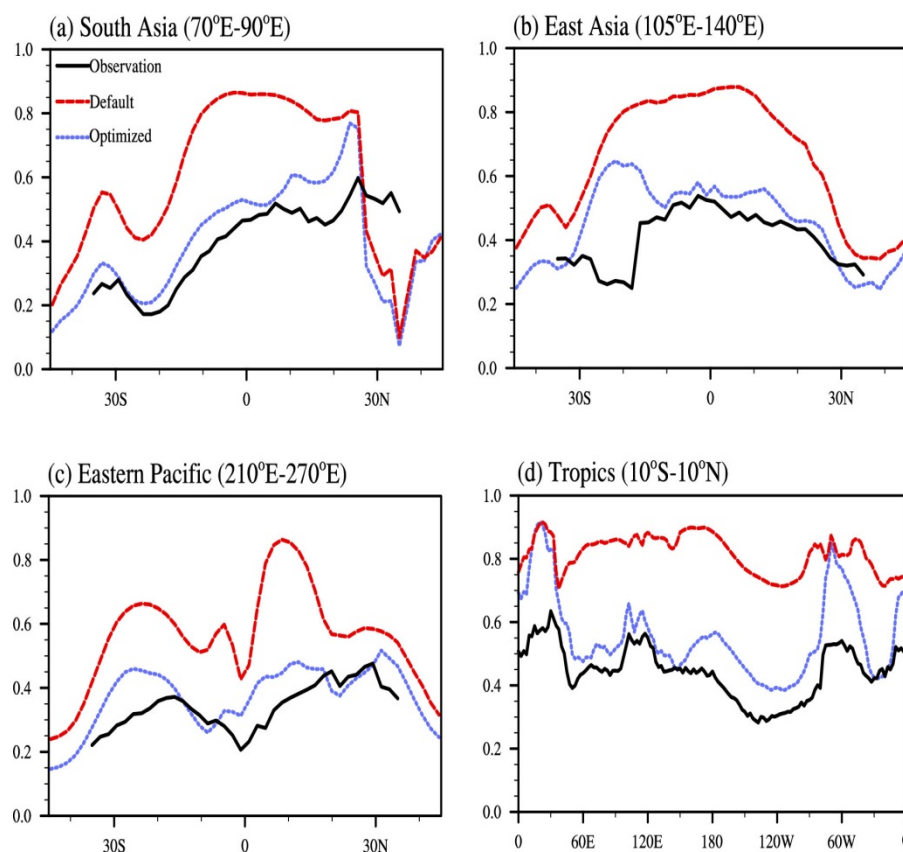 (a) South Asia (70°E-90°E)
1.0
Observation
Default
0.8
Optimized
0.6
0.4
0.2
0.0
30S 0 30N
(b) East Asia (105°E-140°E)
1.0
0.8
0.6
0.4
0.2
0.0
30S 0 30N
(c) Eastern Pacific (210°E-270°E)
1.0
0.8
0.6
0.4
0.2
0.0
30S 0 30N
(d) Tropics (10°S-10°N)
1.0
0.8
0.6
0.4
0.2
0.0
0 60E 120E 180 120W 60W 0